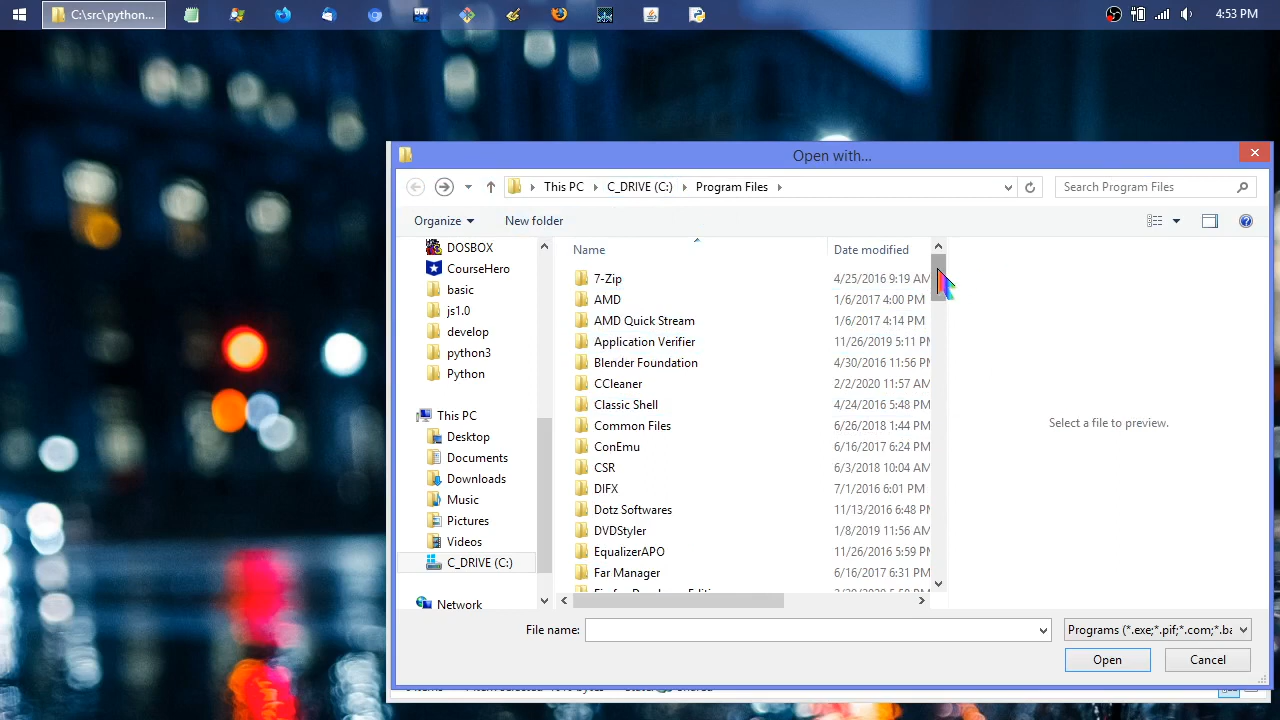 C:\src\python...
4:53 PM
Open with...
This PC
C_DRIVE (C:)
Program Files
Search Program Files
Organize
New folder
DOSBOX
CourseHero
basic
js1.0
develop
python3
Python
This PC
Desktop
Documents
Downloads
Music
Pictures
Videos
C_DRIVE (C:)
Network
Name Date modified
7-Zip 4/25/2016 9:19 AM
AMD 1/6/2017 4:00 PM
AMD Quick Stream 1/6/2017 4:14 PM
Application Verifier 11/26/2019 5:11 PM
Blender Foundation 4/30/2016 11:56 PM
CCleaner 2/2/2020 11:57 AM
Classic Shell 4/24/2016 5:48 PM
Common Files 6/26/2018 1:44 PM
ConEmu 6/16/2017 6:24 PM
CSR 6/3/2018 10:04 AM
DIFX 7/1/2016 6:01 PM
Dotz Softwares 11/13/2016 6:48 PM
DVDStyler 1/8/2019 11:56 AM
EqualizerAPO 11/26/2016 5:59 PM
Far Manager 6/16/2017 6:31 PM
Select a file to preview.
File name:
Programs (*.exe;*.pif;*.com;*.ba
Open
Cancel